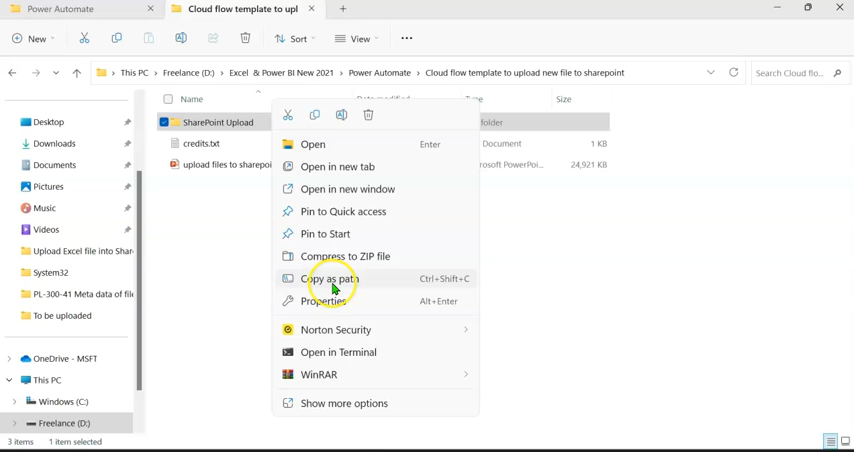 Power Automate
Cloud flow template to upl
New
Sort
View
This PC > Freelance (D:) > Excel & Power BI New 2021 > Power Automate > Cloud flow template to upload new file to sharepoint
Search Cloud flo...
Name
Size
Desktop
Downloads
Documents
Pictures
Music
Videos
Upload Excel file into Shar
System32
PL-300-41 Meta data of file
To be uploaded
OneDrive - MSFT
This PC
Windows (C:)
Freelance (D:)
SharePoint Upload
folder
credits.txt
Document
1 KB
upload files to sharepoi
rosoft PowerPoi...
24,921 KB
Open Enter
Open in new tab
Open in new window
Pin to Quick access
Pin to Start
Compress to ZIP file
Copy as path Ctrl+Shift+C
Properties Alt+Enter
Norton Security
Open in Terminal
WinRAR
Show more options
3 items 1 item selected